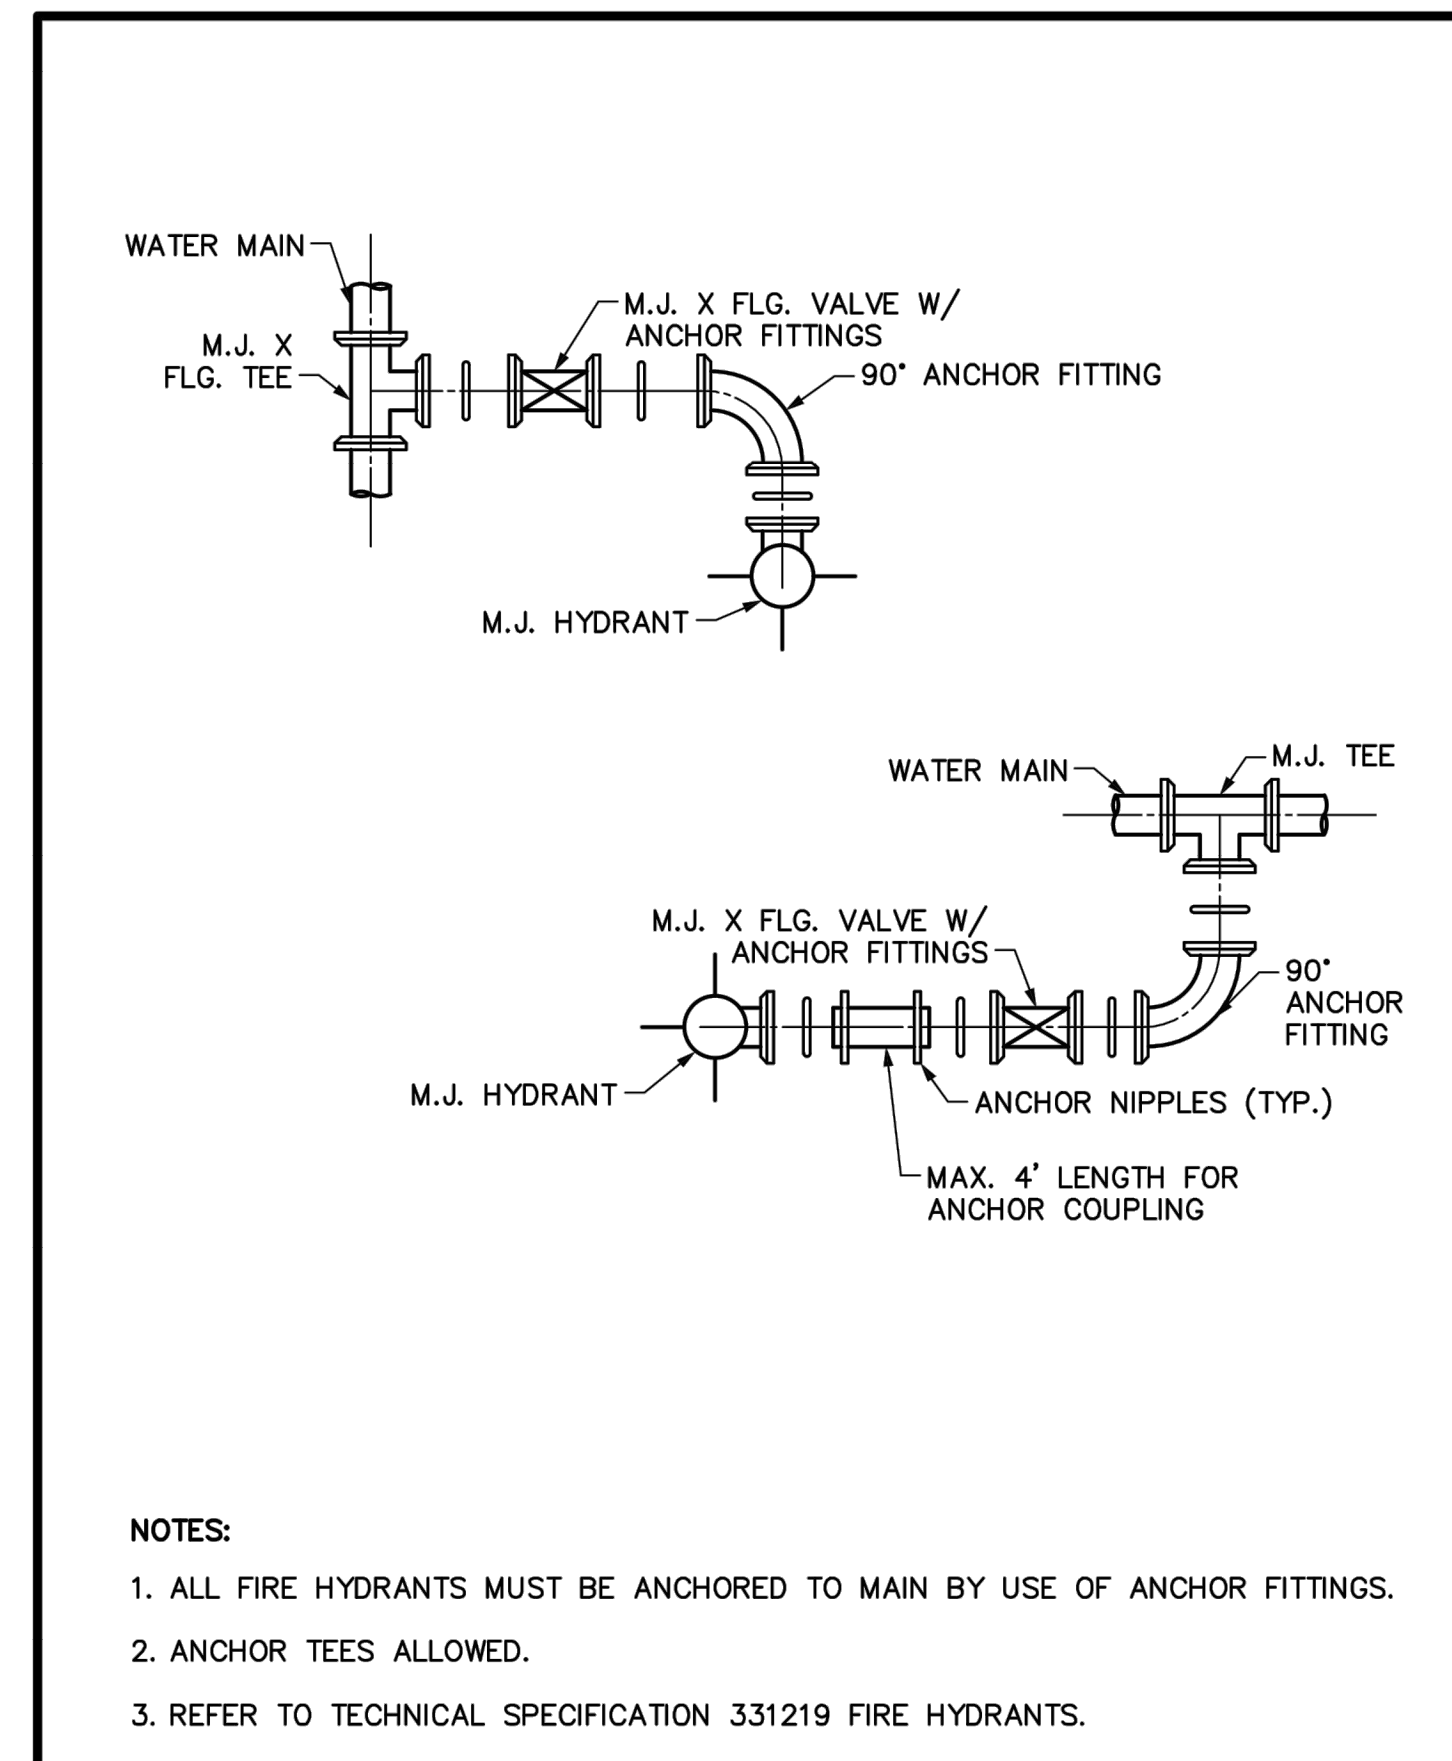 WATER MAIN
M.J. X
FLG. TEE
M.J. X FLG. VALVE W/
ANCHOR FITTINGS
90° ANCHOR FITTING
M.J. HYDRANT
WATER MAIN
M.J. TEE
M.J. X FLG. VALVE W/
ANCHOR FITTINGS
90°
ANCHOR
FITTING
M.J. HYDRANT
ANCHOR NIPPLES (TYP.)
MAX. 4' LENGTH FOR
ANCHOR COUPLING
NOTES:
1. ALL FIRE HYDRANTS MUST BE ANCHORED TO MAIN BY USE OF ANCHOR FITTINGS.
2. ANCHOR TEES ALLOWED.
3. REFER TO TECHNICAL SPECIFICATION 331219 FIRE HYDRANTS.